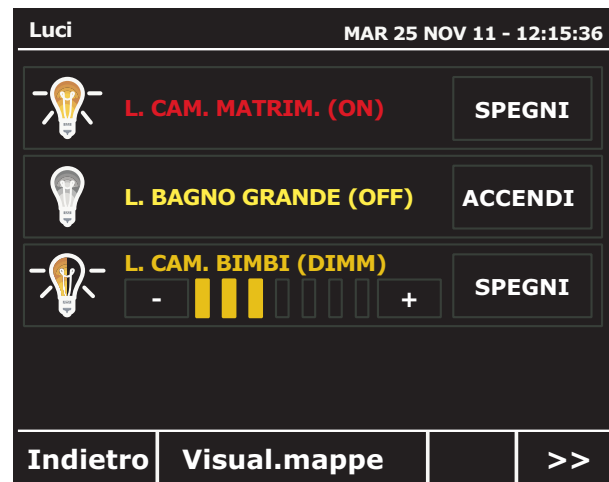 Luci MAR 25 NOV 11 - 12:15:36
L. CAM. MATRIM. (ON) SPEGNI
L. BAGNO GRANDE (OFF) ACCENDI
L. CAM. BIMBI (DIMM)
- + SPEGNI
Indietro Visual.mappe >>